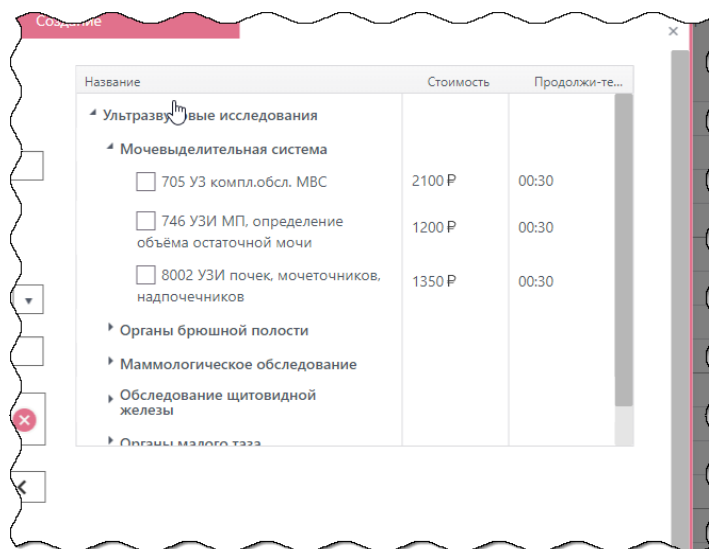 Создание
Название Стоимость Продолжи-те...
Ультразвуковые исследования
Мочевыделительная система
705 УЗ компл.обсл. МВС 2100 ₽ 00:30
746 УЗИ МП, определение
объёма остаточной мочи 1200 ₽ 00:30
8002 УЗИ почек, мочеточников,
надпочечников 1350 ₽ 00:30
Органы брюшной полости
Маммологическое обследование
Обследование щитовидной
железы
Органы малого таза